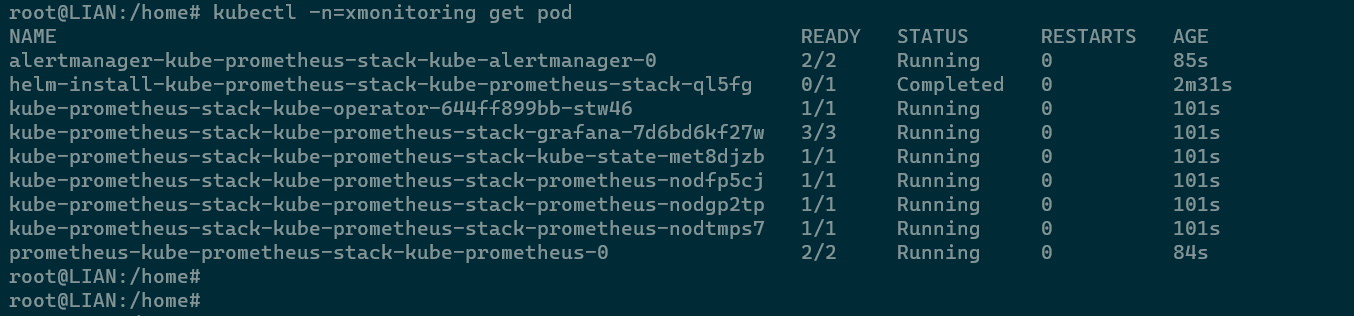 root@LIAN:/home# kubectl -n=xmonitoring get pod
NAME READY STATUS RESTARTS AGE
alertmanager-kube-prometheus-stack-kube-alertmanager-0 2/2 Running 0 85s
helm-install-kube-prometheus-stack-kube-prometheus-stack-ql5fg 0/1 Completed 0 2m31s
kube-prometheus-stack-kube-operator-644ff899bb-stw46 1/1 Running 0 101s
kube-prometheus-stack-kube-prometheus-stack-grafana-7d6bd6kf27w 3/3 Running 0 101s
kube-prometheus-stack-kube-prometheus-stack-kube-state-met8djzb 1/1 Running 0 101s
kube-prometheus-stack-kube-prometheus-stack-prometheus-nodfp5cj 1/1 Running 0 101s
kube-prometheus-stack-kube-prometheus-stack-prometheus-nodgp2tp 1/1 Running 0 101s
kube-prometheus-stack-kube-prometheus-stack-prometheus-nodtmps7 1/1 Running 0 101s
prometheus-kube-prometheus-stack-kube-prometheus-0 2/2 Running 0 84s
root@LIAN:/home#
root@LIAN:/home#